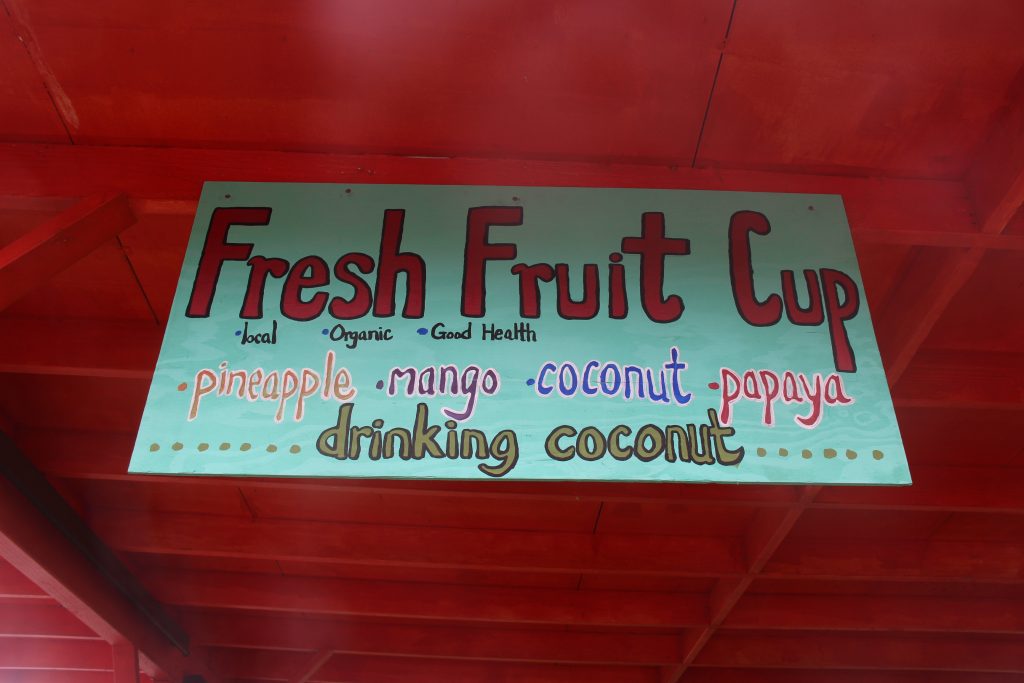 Fresh Fruit Cup
•local •Organic •Good Health
•pineapple •mango •coconut •papaya
......drinking coconut......